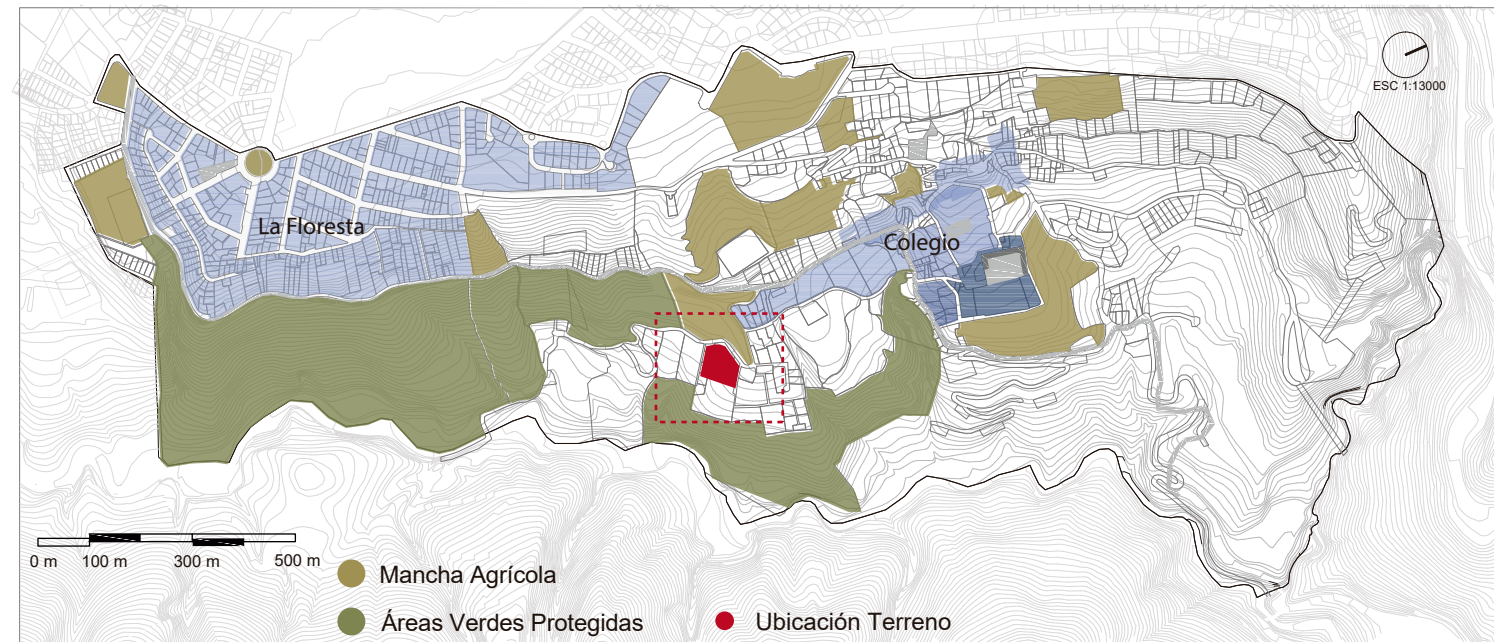 ESC 1:13000
La Floresta
Colegio
0 m 100 m 300 m 500 m
Mancha Agrícola
Áreas Verdes Protegidas
Ubicación Terreno